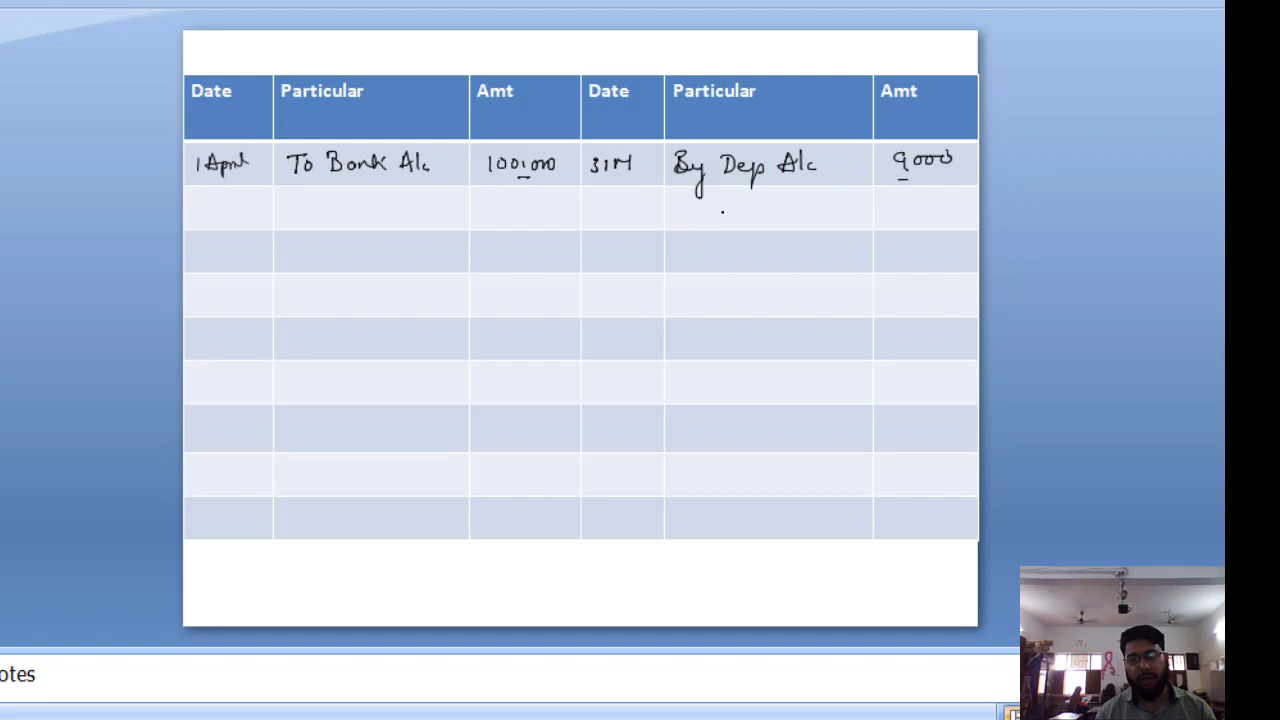 Date Particular Amt Date Particular Amt
1 April To Bank A/c 100,000 31 M By Dep A/c 9000
otes